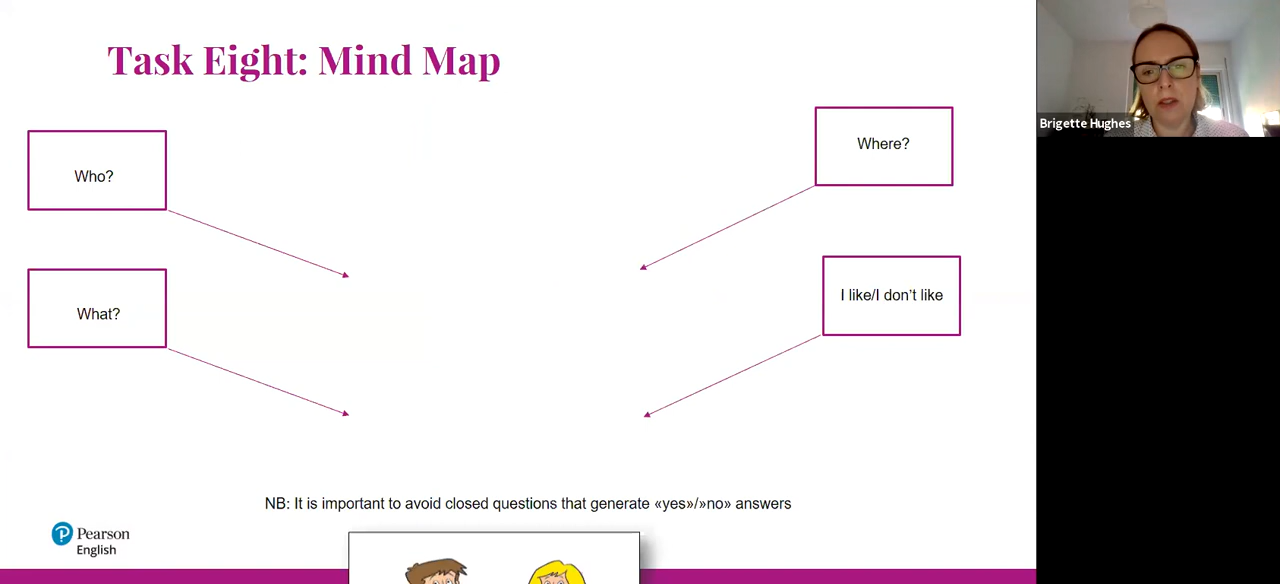 Task Eight: Mind Map
Who?
Where?
What?
I like/I don't like
NB: It is important to avoid closed questions that generate «yes»/»no» answers
Pearson
English
Brigette Hughes